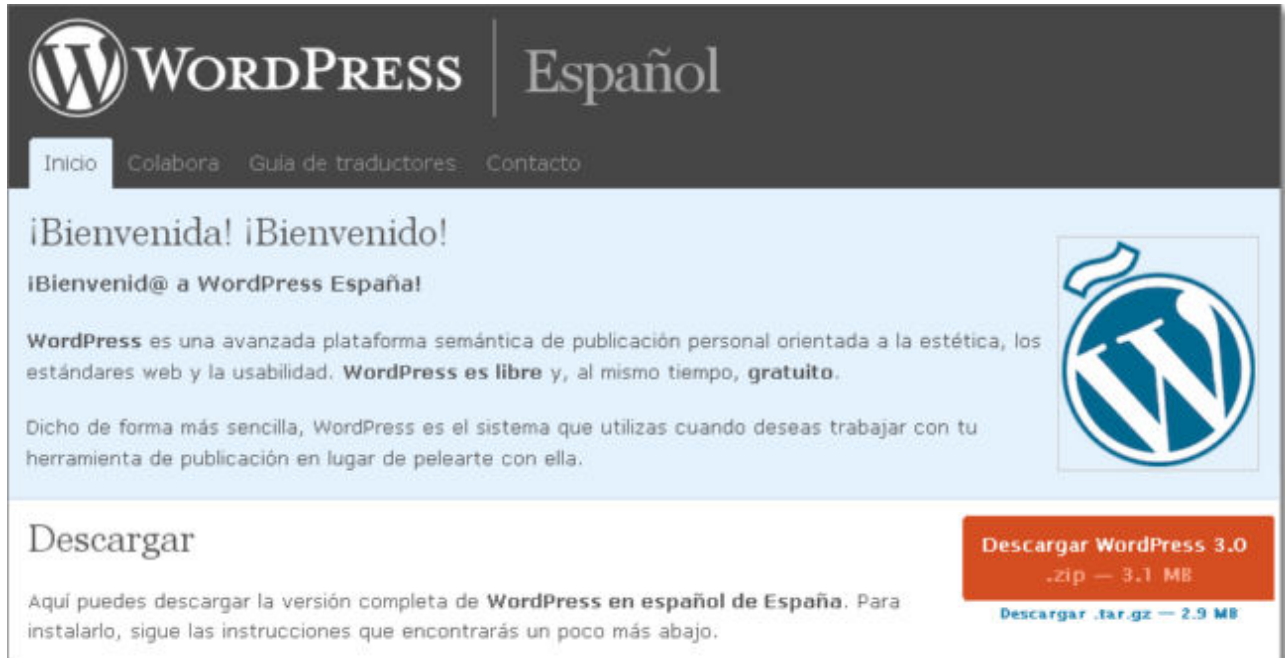 WORDPRESS Español
Inicio Colabora Guía de traductores Contacto
¡Bienvenida! ¡Bienvenido!
¡Bienvenid@ a WordPress España!
WordPress es una avanzada plataforma semántica de publicación personal orientada a la estética, los
estándares web y la usabilidad. WordPress es libre y, al mismo tiempo, gratuito.
Dicho de forma más sencilla, WordPress es el sistema que utilizas cuando deseas trabajar con tu
herramienta de publicación en lugar de pelearte con ella.
Descargar
Aquí puedes descargar la versión completa de WordPress en español de España. Para
instalarlo, sigue las instrucciones que encontrarás un poco más abajo.
Descargar WordPress 3.0
.zip — 3.1 MB
Descargar .tar.gz — 2.9 MB